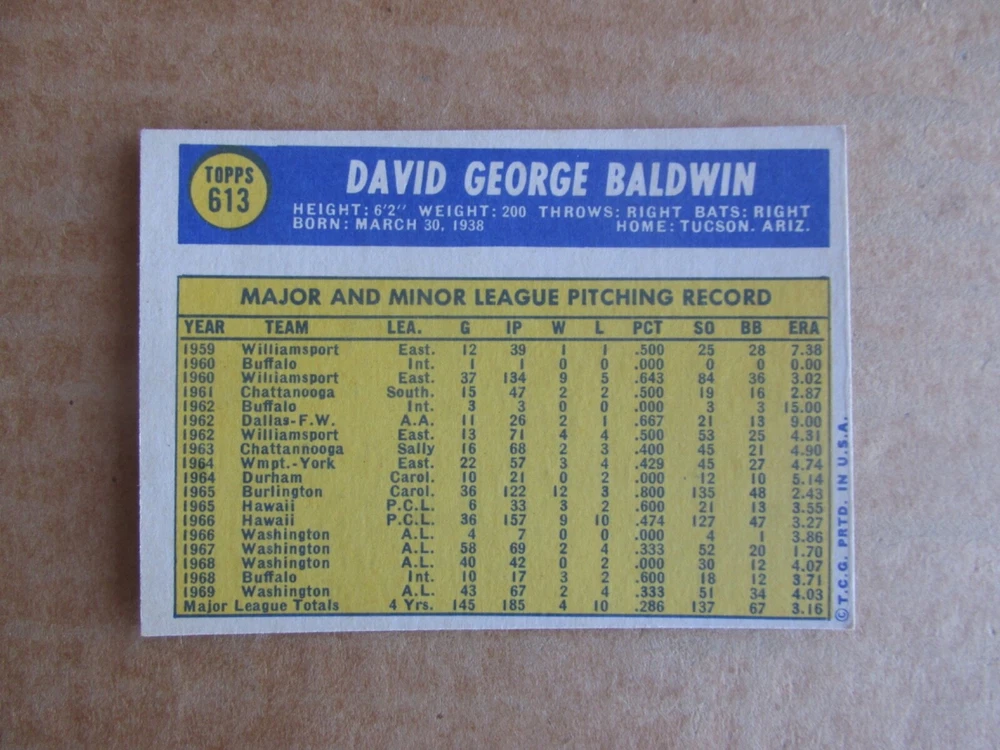 TOPPS
613
DAVID GEORGE BALDWIN
HEIGHT: 6'2" WEIGHT: 200 THROWS: RIGHT BATS: RIGHT
BORN: MARCH 30, 1938 HOME: TUCSON. ARIZ.
MAJOR AND MINOR LEAGUE PITCHING RECORD
YEAR TEAM LEA. G IP W L PCT SO BB ERA
1959 Williamsport East. 12 39 1 1 .500 25 28 7.38
1960 Buffalo Int. 1 1 0 0 .000 0 0 0.00
1960 Williamsport East. 37 134 9 5 .643 84 36 3.02
1961 Chattanooga South. 15 47 2 2 .500 19 16 2.87
1962 Buffalo Int. 3 3 0 0 .000 3 3 15.00
1962 Dallas-F.W. A.A. 11 26 2 1 .667 21 13 9.00
1962 Williamsport East. 13 71 4 4 .500 53 25 4.31
1963 Chattannooga Sally 16 68 2 3 .400 45 21 4.90
1964 Wmpt.-York East. 22 57 3 4 .429 45 27 4.74
1964 Durham Carol. 10 21 0 2 .000 12 10 5.14
1965 Burlington Carol. 36 122 12 3 .800 135 48 2.43
1965 Hawaii P.C.L. 6 33 3 2 .600 21 13 3.55
1966 Hawaii P.C.L. 36 157 9 10 .474 127 47 3.27
1966 Washington A.L. 4 7 0 0 .000 4 1 3.86
1967 Washington A.L. 58 69 2 4 .333 52 20 1.70
1968 Washington A.L. 40 42 0 2 .000 30 12 4.07
1968 Buffalo Int. 10 17 3 2 .600 18 12 3.71
1969 Washington A.L. 43 67 2 4 .333 51 34 4.03
Major League Totals 4 Yrs. 145 185 4 10 .286 137 67 3.16
© T.C.G. PRTD. IN U.S.A.